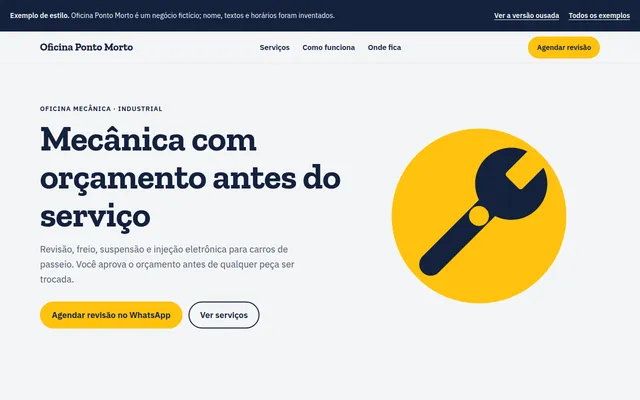 Exemplo de estilo. Oficina Ponto Morto é um negócio fictício; nome, textos e horários foram inventados.
Ver a versão ousada
Todos os exemplos
Oficina Ponto Morto
Serviços
Como funciona
Onde fica
Agendar revisão
OFICINA MECÂNICA · INDUSTRIAL
Mecânica com
orçamento antes do
serviço
Revisão, freio, suspensão e injeção eletrônica para carros de
passeio. Você aprova o orçamento antes de qualquer peça ser
trocada.
Agendar revisão no WhatsApp
Ver serviços